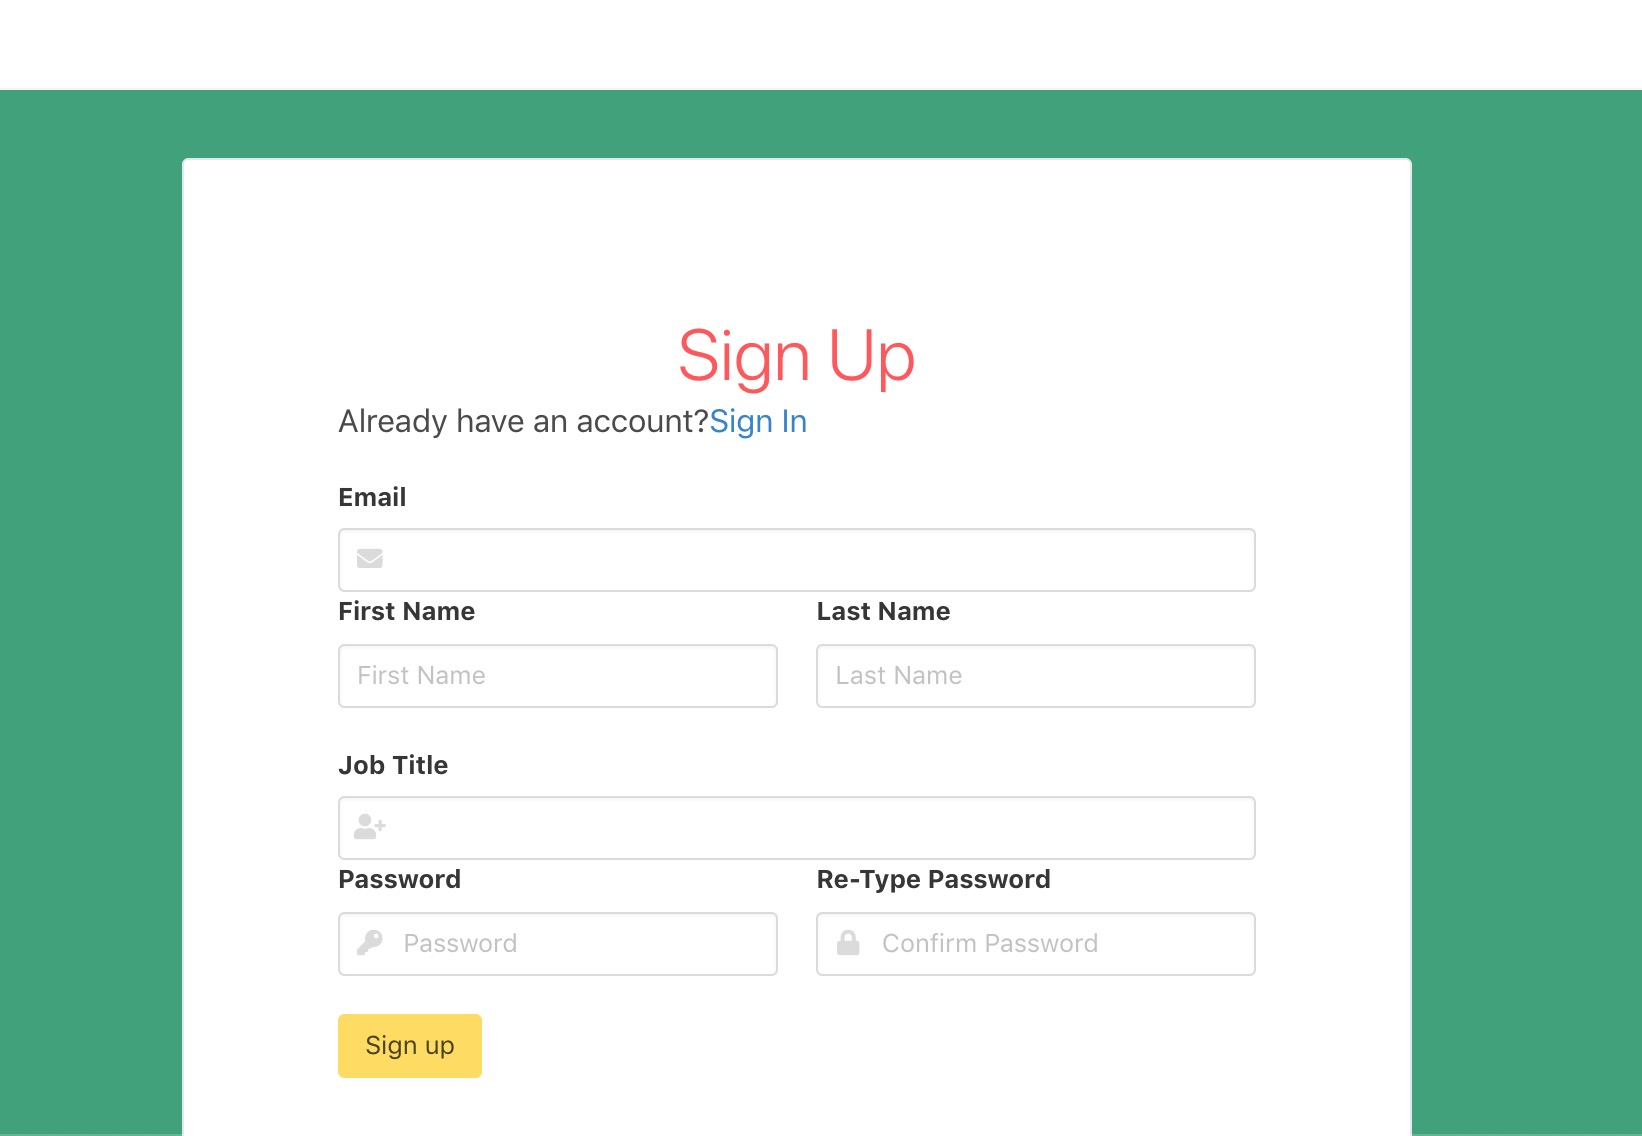 Sign Up
Already have an account?Sign In
Email
First Name Last Name
First Name Last Name
Job Title
Password Re-Type Password
Password Confirm Password
Sign up